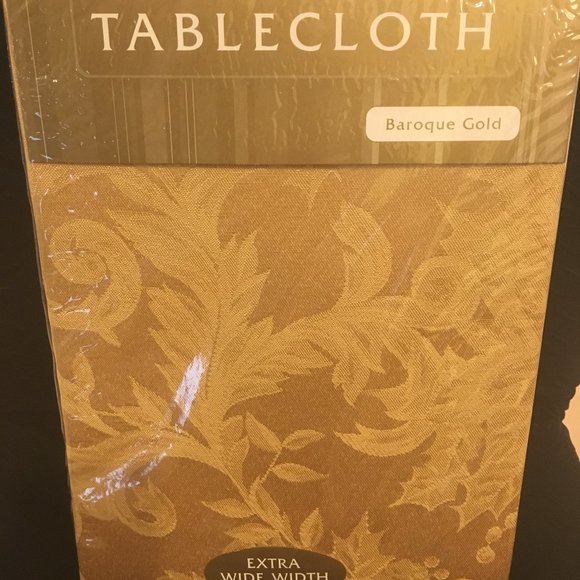 TABLECLOTH
Baroque Gold
EXTRA
WIDE WIDTH